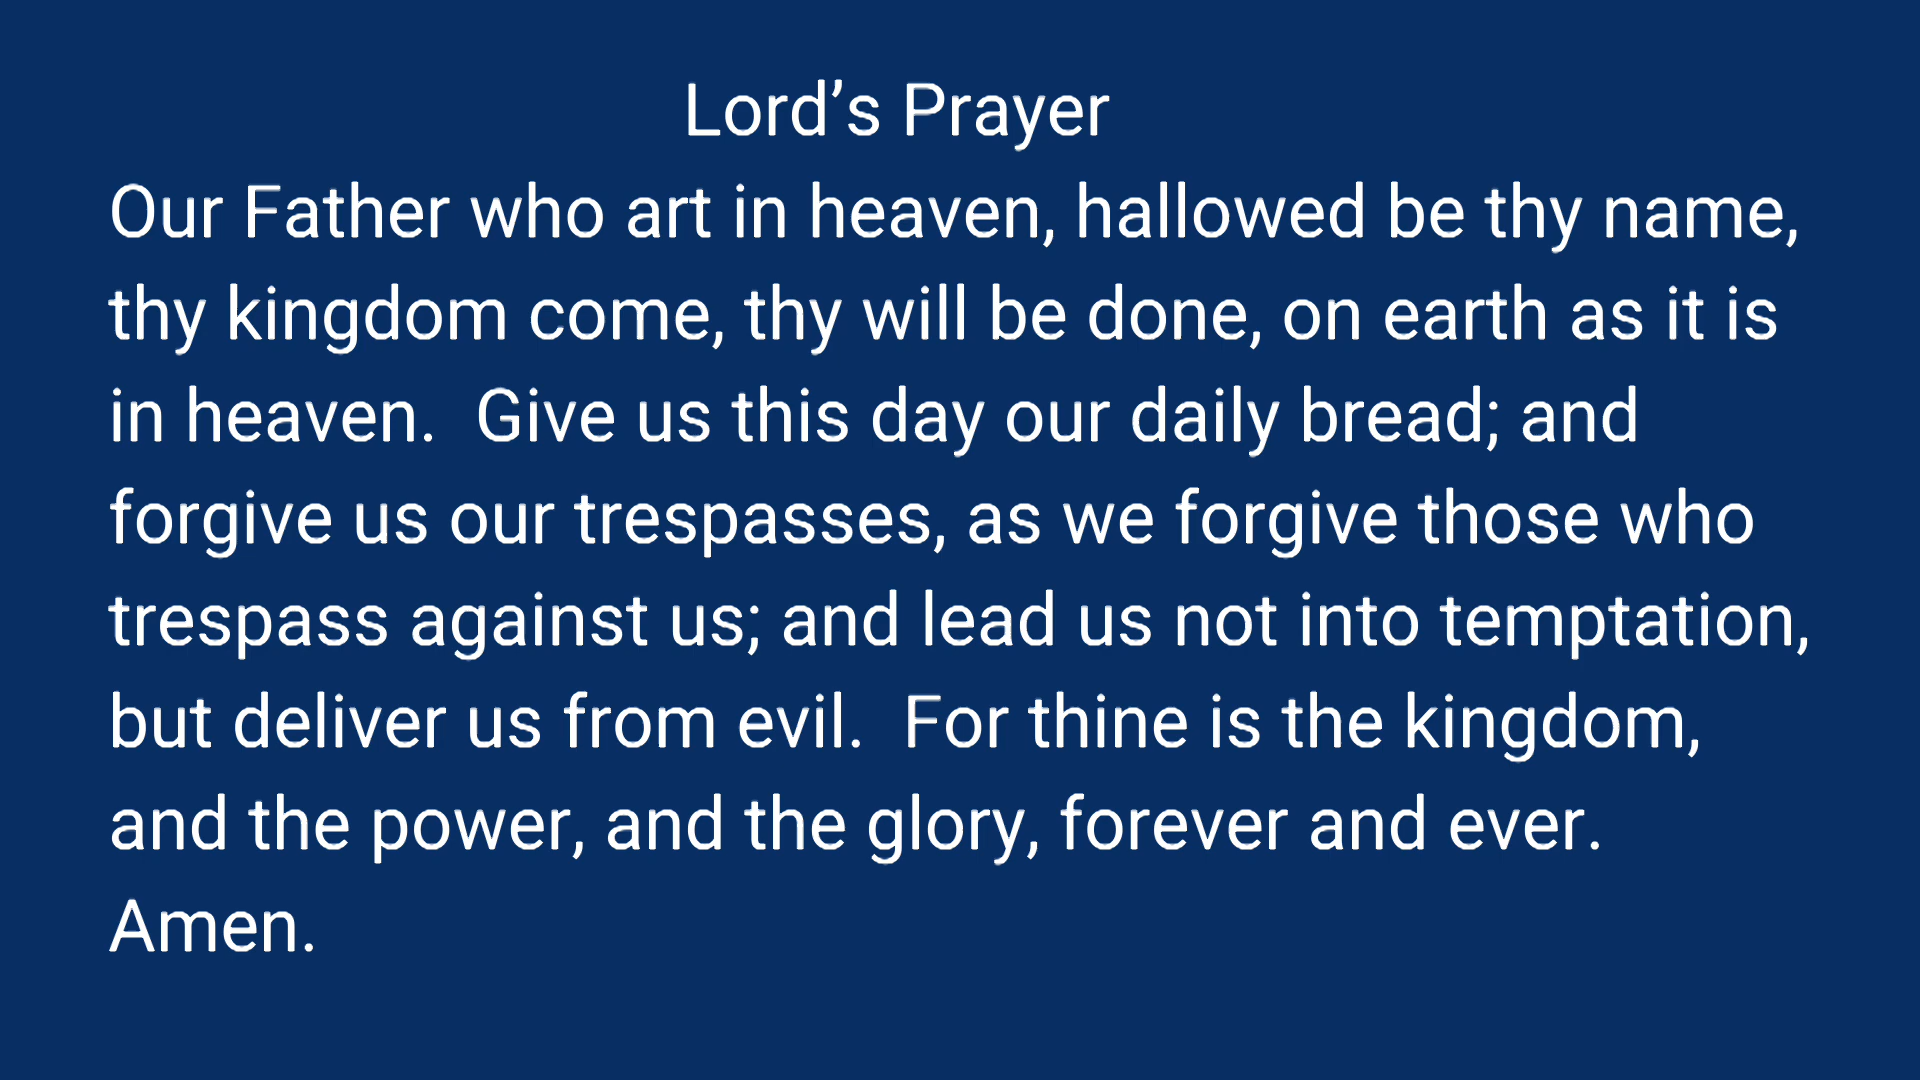 Lord’s Prayer
Our Father who art in heaven, hallowed be thy name,
thy kingdom come, thy will be done, on earth as it is
in heaven.  Give us this day our daily bread; and
forgive us our trespasses, as we forgive those who
trespass against us; and lead us not into temptation,
but deliver us from evil.  For thine is the kingdom,
and the power, and the glory, forever and ever.
Amen.